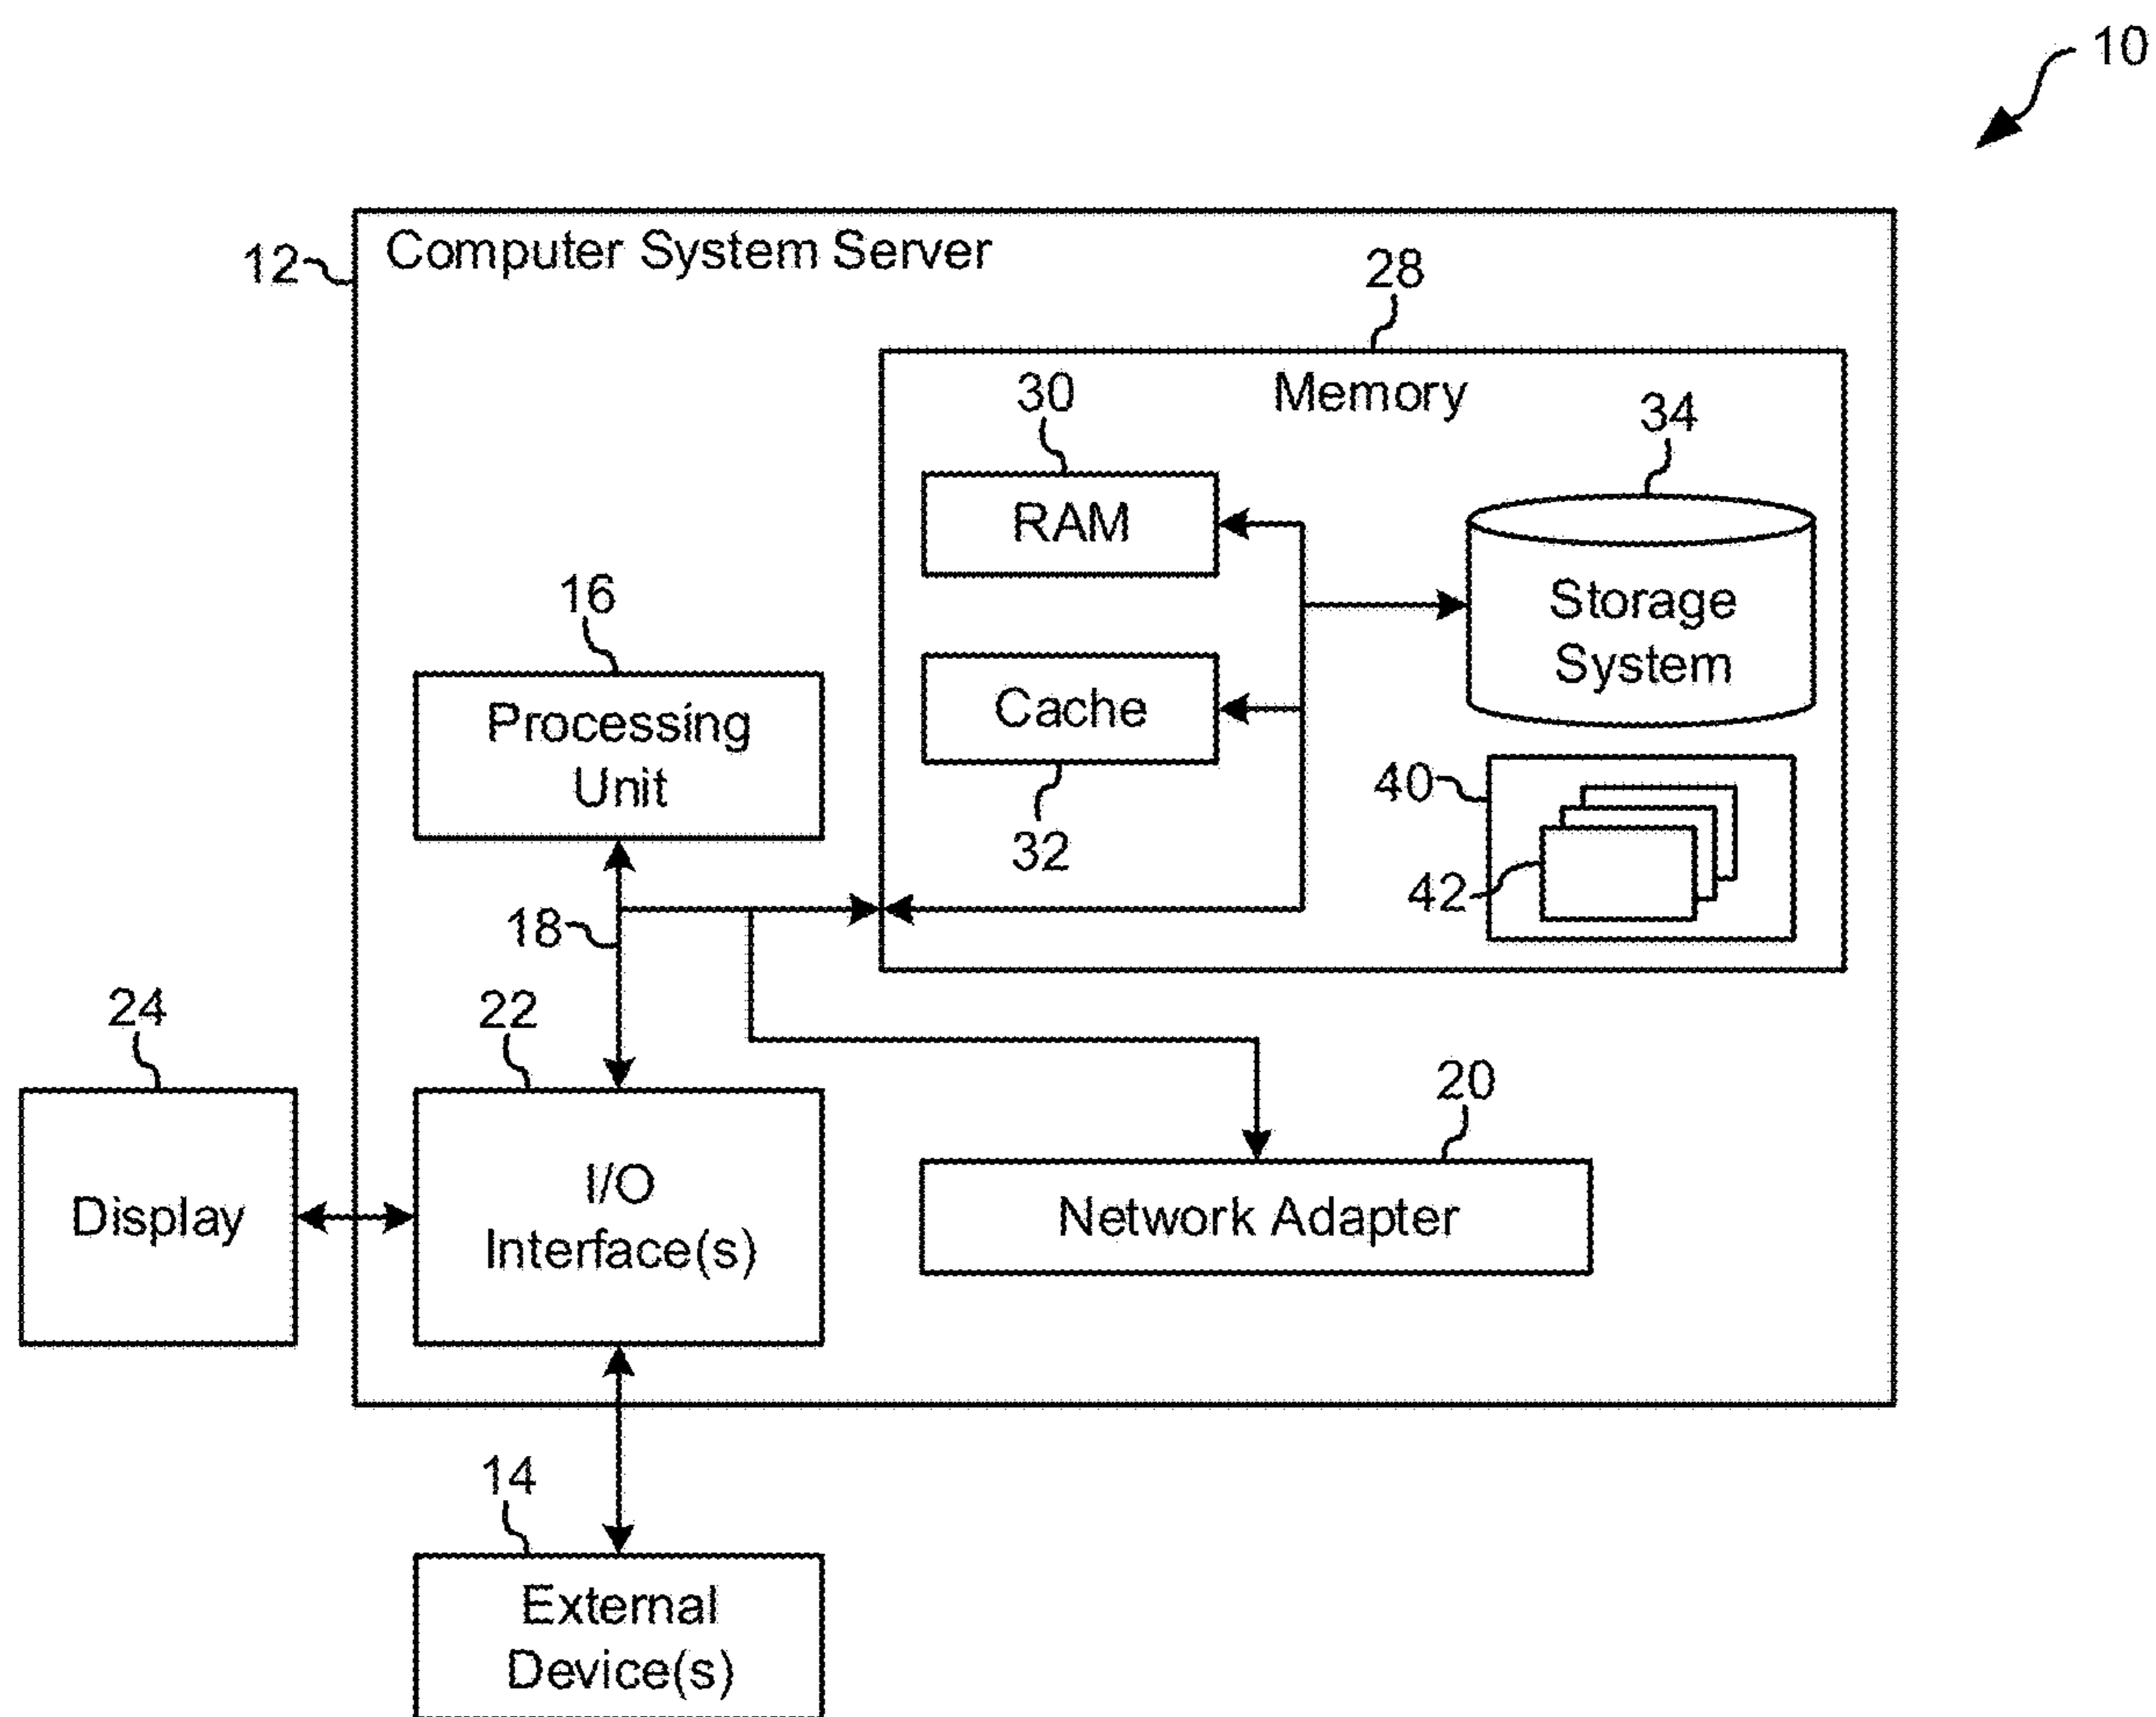 10
12
Computer System Server
28
Memory
30
RAM
34
Storage
System
16
Processing
Unit
Cache
32
40
42
18
24
Display
22
I/O
Interface(s)
20
Network Adapter
14
External
Device(s)